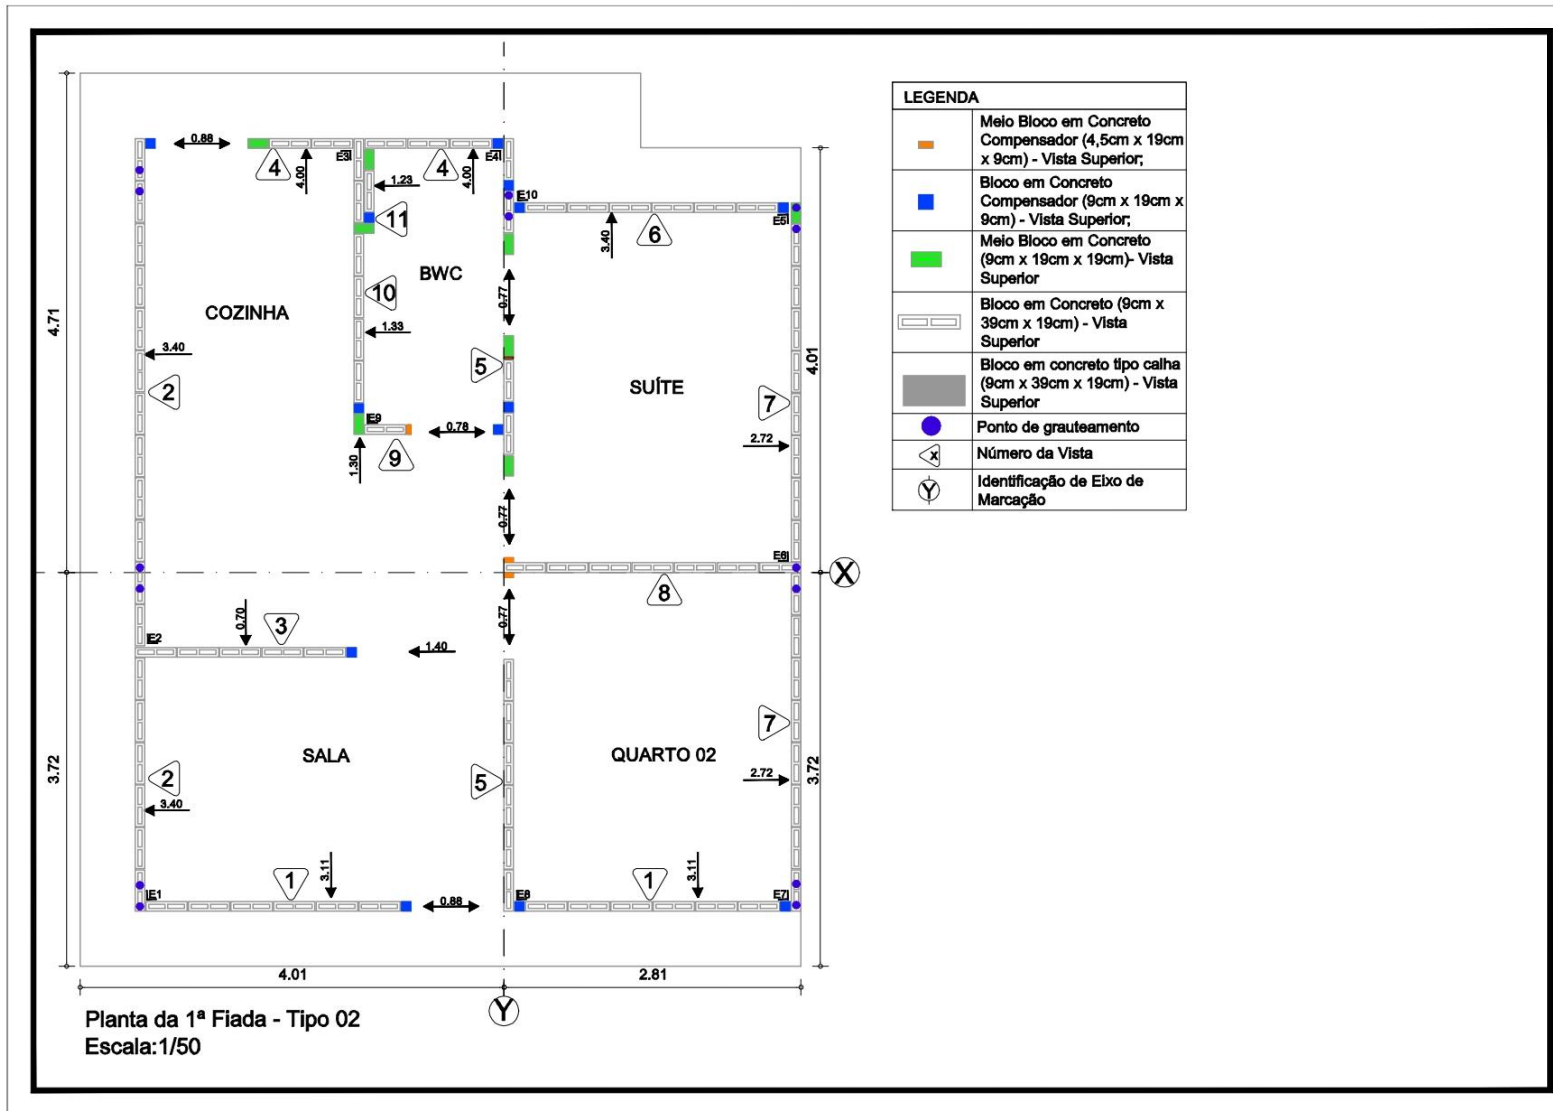 0.88
4
E3
4.00
4
4.00
E4
1.23
11
E10
6
3.40
E5
BWC
10
0.77
COZINHA
1.33
4.71
3.40
2
5
SUÍTE
7
4.01
E9
0.78
9
1.30
2.72
0.77
E6
X
8
0.70
3
E2
0.77
1.40
SALA
QUARTO 02
7
3.72
2
5
2.72
3.72
3.40
3.11
1
3.11
1
E1
0.88
E8
E7
4.01
2.81
Y
Planta da 1ª Fiada - Tipo 02
Escala:1/50
LEGENDA
Meio Bloco em Concreto
Compensador (4,5cm x 19cm
x 9cm) - Vista Superior;
Bloco em Concreto
Compensador (9cm x 19cm x
9cm) - Vista Superior;
Meio Bloco em Concreto
(9cm x 19cm x 19cm)- Vista
Superior
Bloco em Concreto (9cm x
39cm x 19cm) - Vista
Superior
Bloco em concreto tipo calha
(9cm x 39cm x 19cm) - Vista
Superior
Ponto de grauteamento
x
Número da Vista
Y
Identificação de Eixo de
Marcação